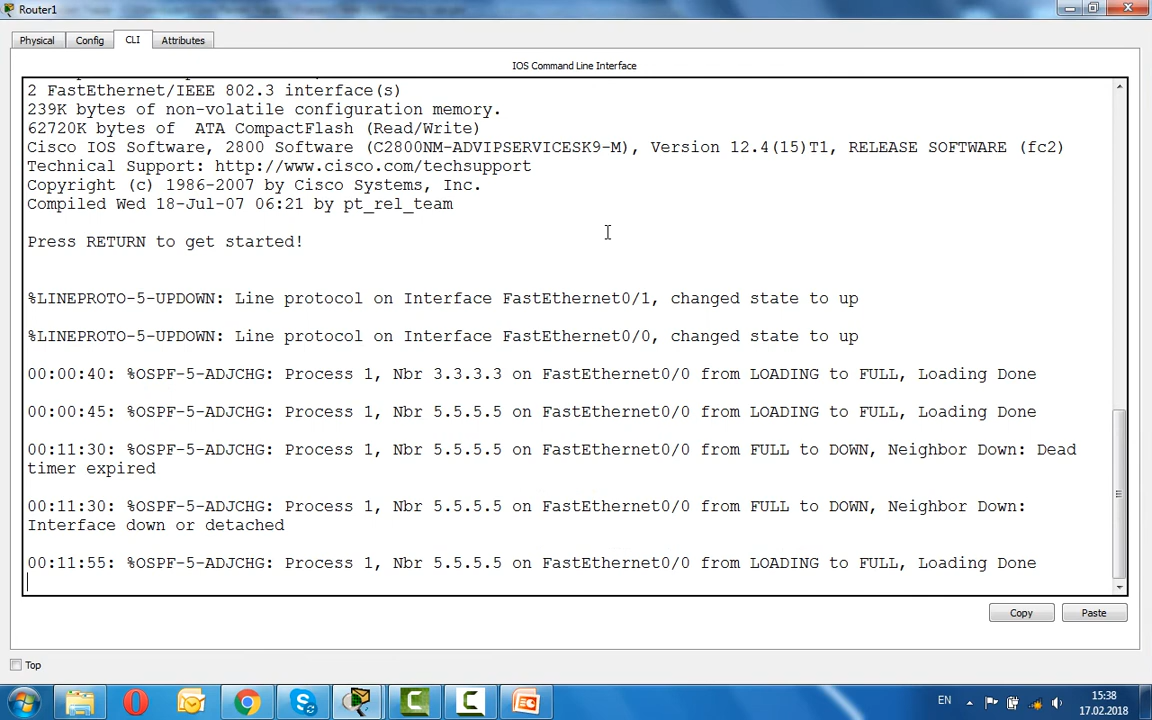 Router1
Physical Config CLI Attributes
IOS Command Line Interface
2 FastEthernet/IEEE 802.3 interface(s)
239K bytes of non-volatile configuration memory.
62720K bytes of  ATA CompactFlash (Read/Write)
Cisco IOS Software, 2800 Software (C2800NM-ADVIPSERVICESK9-M), Version 12.4(15)T1, RELEASE SOFTWARE (fc2)
Technical Support: http://www.cisco.com/techsupport
Copyright (c) 1986-2007 by Cisco Systems, Inc.
Compiled Wed 18-Jul-07 06:21 by pt_rel_team
Press RETURN to get started!
%LINEPROTO-5-UPDOWN: Line protocol on Interface FastEthernet0/1, changed state to up
%LINEPROTO-5-UPDOWN: Line protocol on Interface FastEthernet0/0, changed state to up
00:00:40: %OSPF-5-ADJCHG: Process 1, Nbr 3.3.3.3 on FastEthernet0/0 from LOADING to FULL, Loading Done
00:00:45: %OSPF-5-ADJCHG: Process 1, Nbr 5.5.5.5 on FastEthernet0/0 from LOADING to FULL, Loading Done
00:11:30: %OSPF-5-ADJCHG: Process 1, Nbr 5.5.5.5 on FastEthernet0/0 from FULL to DOWN, Neighbor Down: Dead
timer expired
00:11:30: %OSPF-5-ADJCHG: Process 1, Nbr 5.5.5.5 on FastEthernet0/0 from FULL to DOWN, Neighbor Down:
Interface down or detached
00:11:55: %OSPF-5-ADJCHG: Process 1, Nbr 5.5.5.5 on FastEthernet0/0 from LOADING to FULL, Loading Done
Copy Paste
Top
EN
15:38
17.02.2018